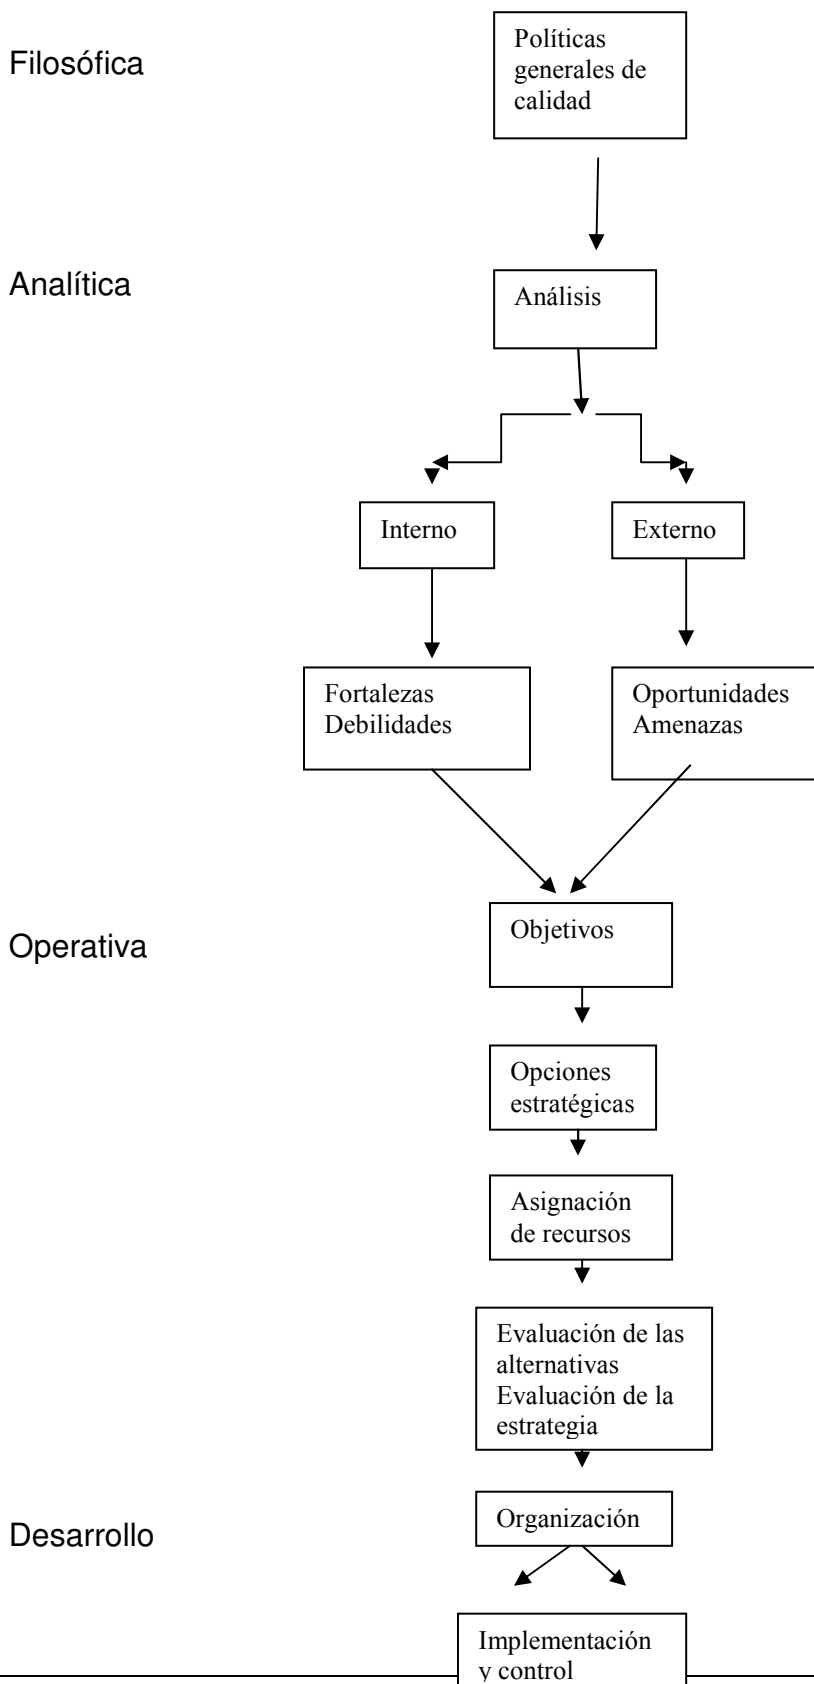 Filosófica
Políticas
generales de
calidad
Analítica
Análisis
Interno
Externo
Fortalezas
Debilidades
Oportunidades
Amenazas
Operativa
Objetivos
Opciones
estratégicas
Asignación
de recursos
Evaluación de las
alternativas
Evaluación de la
estrategia
Desarrollo
Organización
Implementación
y control